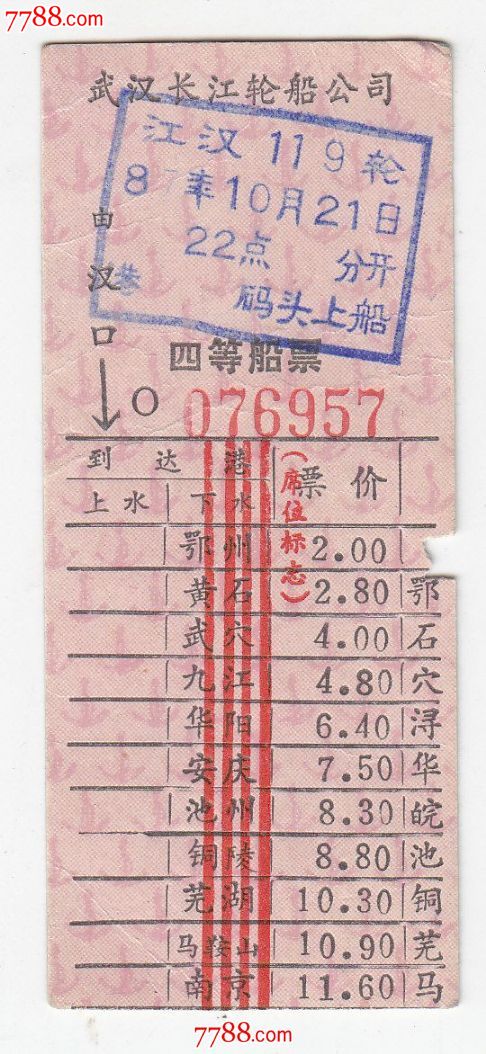 7788.com
武汉长江轮船公司
江汉119轮
87年10月21日
22点 分开
港 码头上船
由汉口
四等船票
O 076957
到达港 票价
(席位标志)
上水 下水
鄂州 2.00
黄石 2.80 鄂
武穴 4.00 石
九江 4.80 穴
华阳 6.40 浔
安庆 7.50 华
池州 8.30 皖
铜陵 8.80 池
芜湖 10.30 铜
马鞍山 10.90 芜
南京 11.60 马
7788.com